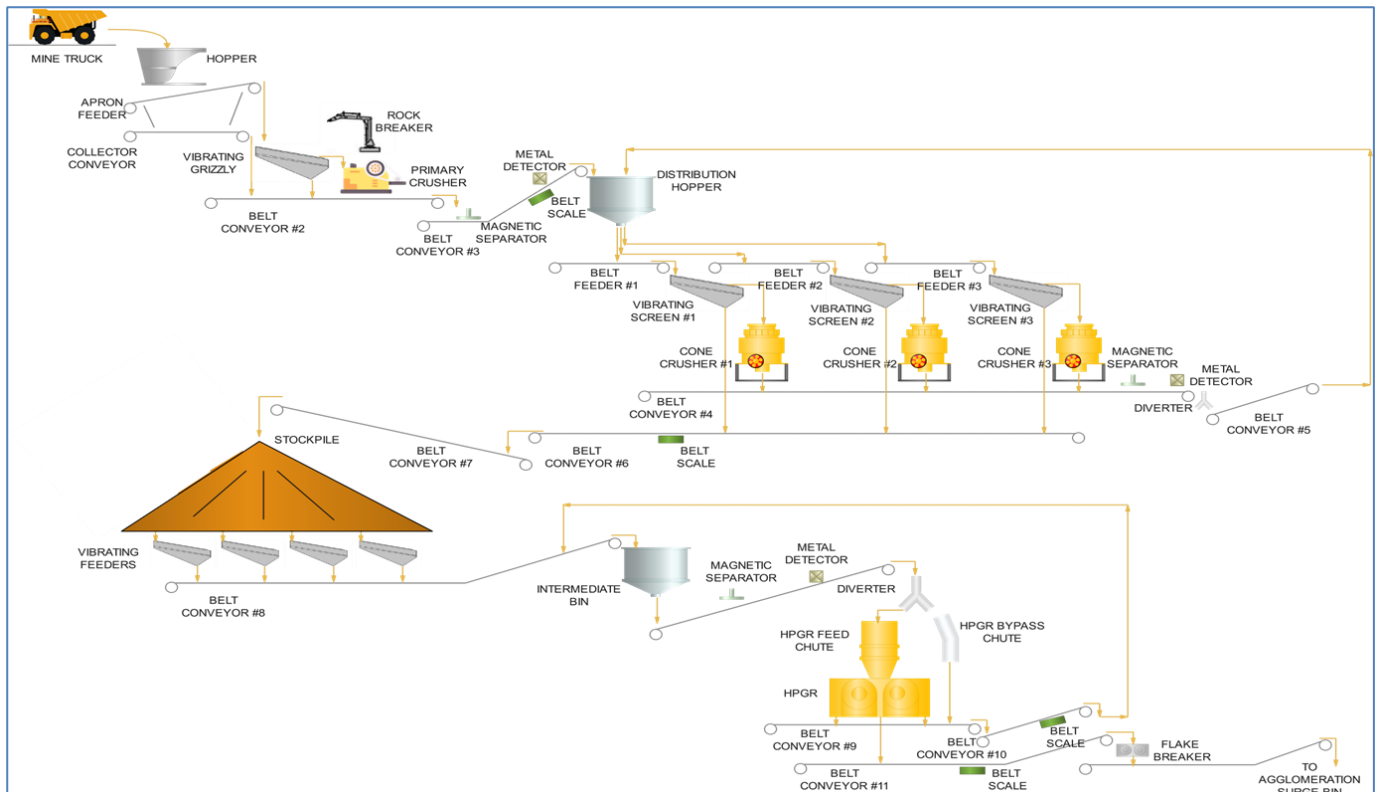 MINE TRUCK
HOPPER
APRON
FEEDER
COLLECTOR
CONVEYOR
VIBRATING
GRIZZLY
ROCK
BREAKER
PRIMARY
CRUSHER
BELT
CONVEYOR #2
METAL
DETECTOR
BELT
SCALE
MAGNETIC
SEPARATOR
BELT
CONVEYOR #3
DISTRIBUTION
HOPPER
BELT
FEEDER #1
BELT
FEEDER #2
BELT
FEEDER #3
VIBRATING
SCREEN #1
VIBRATING
SCREEN #2
VIBRATING
SCREEN #3
CONE
CRUSHER #1
CONE
CRUSHER #2
CONE
CRUSHER #3
MAGNETIC
SEPARATOR
METAL
DETECTOR
DIVERTER
BELT
CONVEYOR #4
BELT
CONVEYOR #5
STOCKPILE
BELT
CONVEYOR #7
BELT
CONVEYOR #6
BELT
SCALE
VIBRATING
FEEDERS
BELT
CONVEYOR #8
INTERMEDIATE
BIN
MAGNETIC
SEPARATOR
METAL
DETECTOR
DIVERTER
HPGR FEED
CHUTE
HPGR BYPASS
CHUTE
HPGR
BELT
CONVEYOR #9
BELT
CONVEYOR #10
BELT
SCALE
BELT
CONVEYOR #11
BELT
SCALE
FLAKE
BREAKER
TO
AGGLOMERATION
SURGE BIN